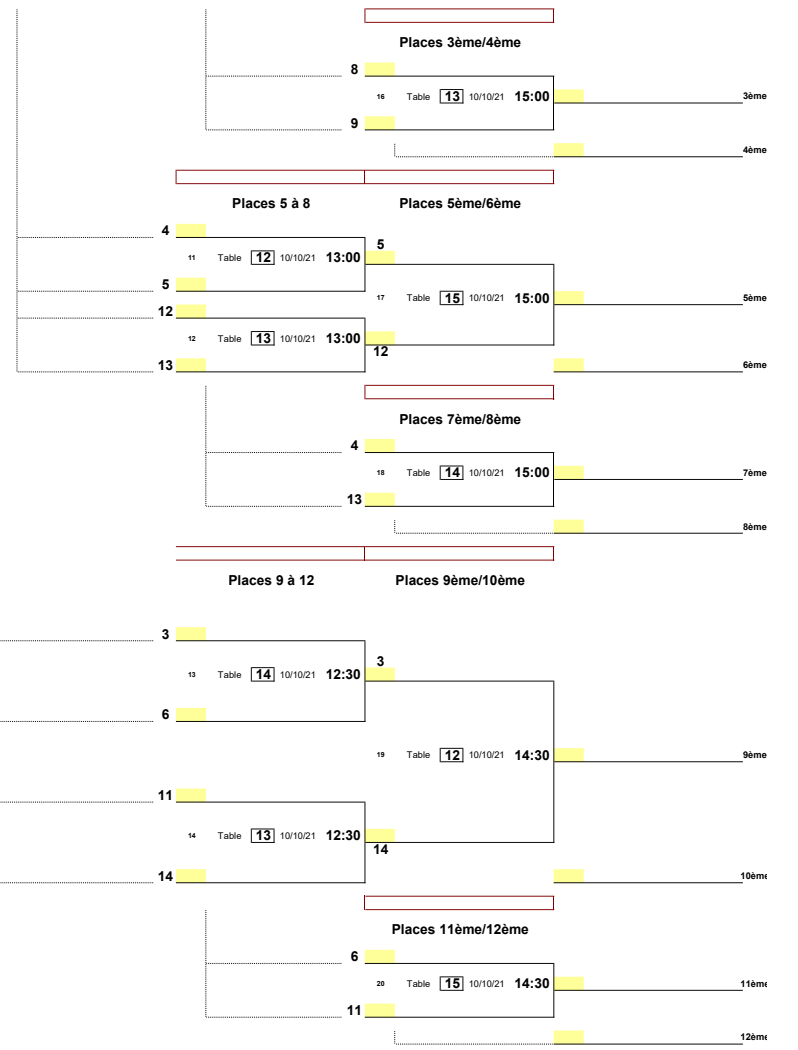 Places 3ème/4ème
8
16 Table 13 10/10/21 15:00 3ème
9
4ème
Places 5 à 8 Places 5ème/6ème
4
5
11 Table 12 10/10/21 13:00
5
17 Table 15 10/10/21 15:00 5ème
12
12 Table 13 10/10/21 13:00
12
13 6ème
Places 7ème/8ème
4
18 Table 14 10/10/21 15:00 7ème
13
8ème
Places 9 à 12 Places 9ème/10ème
3
3
13 Table 14 10/10/21 12:30
6
19 Table 12 10/10/21 14:30 9ème
11
14 Table 13 10/10/21 12:30
14
14 10ème
Places 11ème/12ème
6
20 Table 15 10/10/21 14:30 11ème
11
12ème